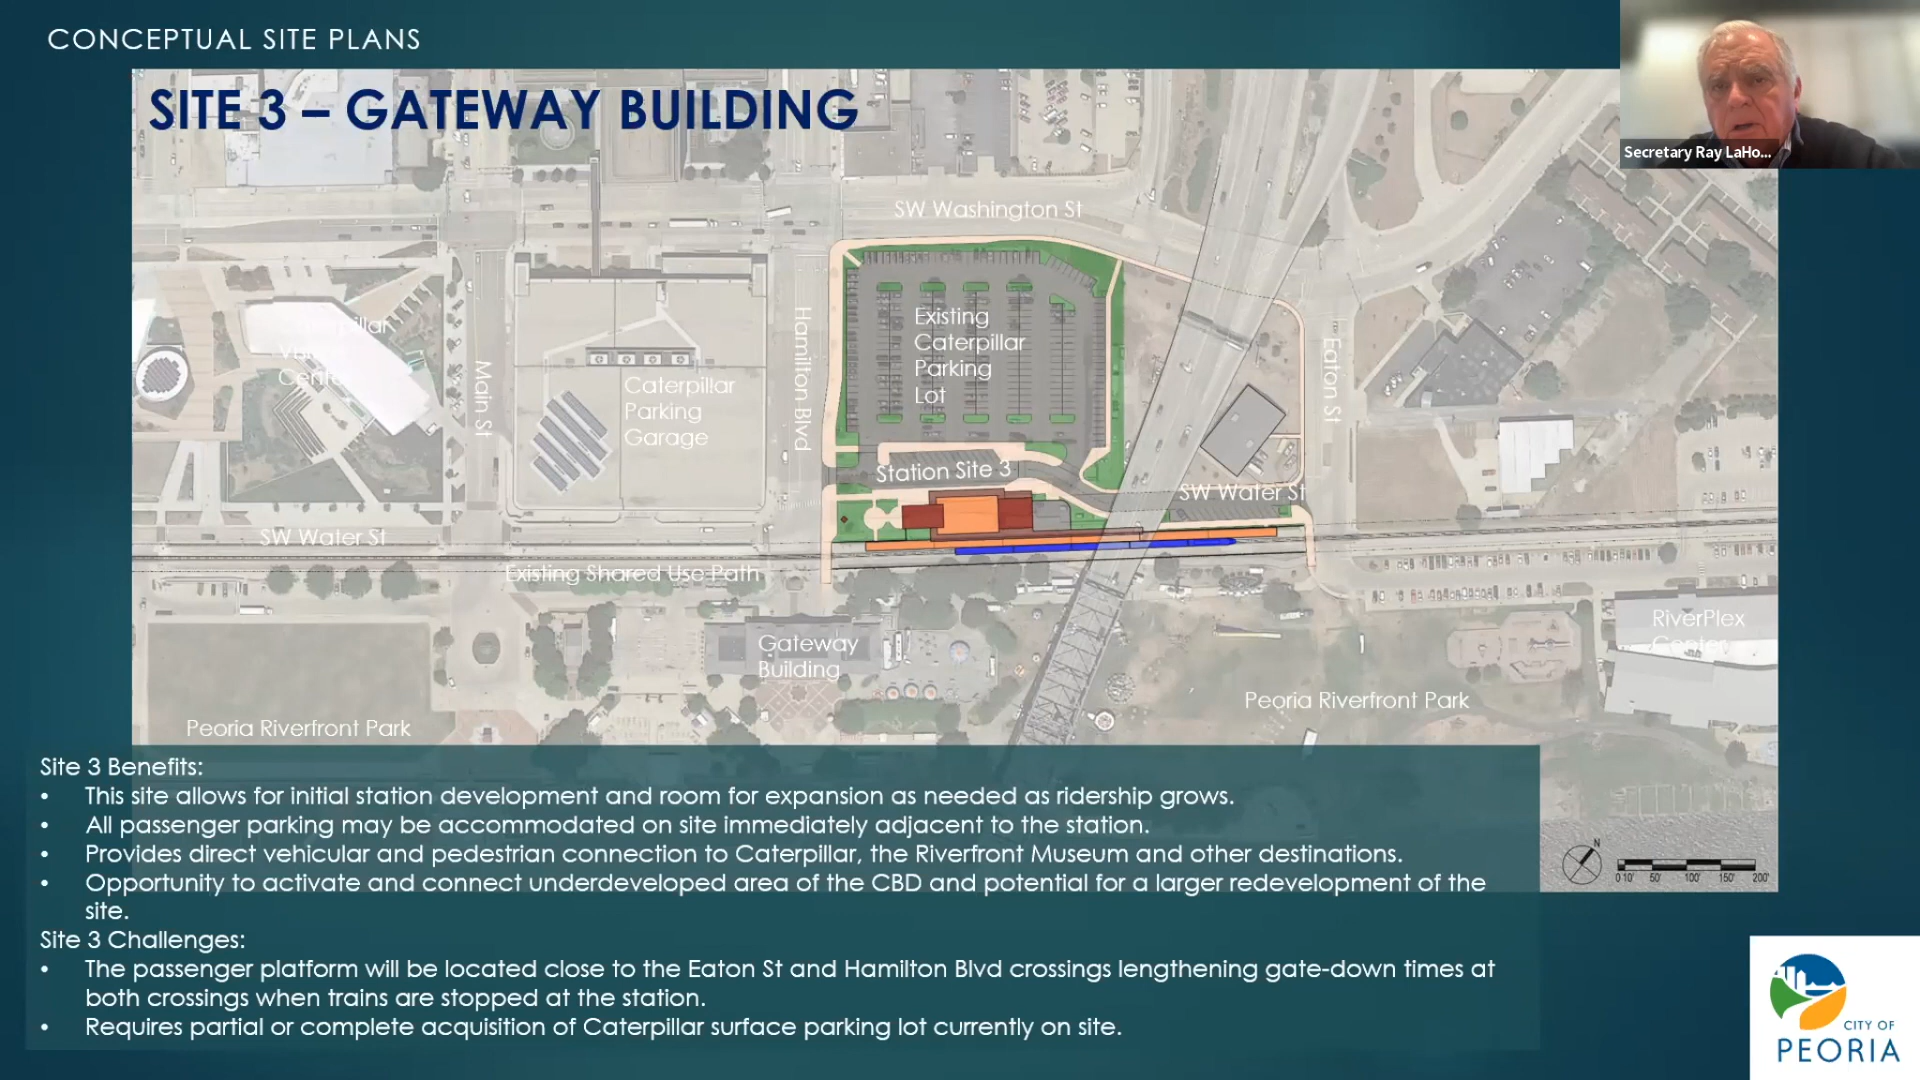 CONCEPTUAL SITE PLANS
SITE 3 – GATEWAY BUILDING
Secretary Ray LaHo...
SW Washington St
Existing
Caterpillar
Parking
Lot
Hamilton Blvd
Eaton St
Main St
Caterpillar
Parking
Garage
Station Site 3
SW Water St
SW Water St
Existing Shared Use Path
Gateway
Building
RiverPlex
Center
Peoria Riverfront Park
Peoria Riverfront Park
Site 3 Benefits:
• This site allows for initial station development and room for expansion as needed as ridership grows.
• All passenger parking may be accommodated on site immediately adjacent to the station.
• Provides direct vehicular and pedestrian connection to Caterpillar, the Riverfront Museum and other destinations.
• Opportunity to activate and connect underdeveloped area of the CBD and potential for a larger redevelopment of the
site.
Site 3 Challenges:
• The passenger platform will be located close to the Eaton St and Hamilton Blvd crossings lengthening gate-down times at
both crossings when trains are stopped at the station.
• Requires partial or complete acquisition of Caterpillar surface parking lot currently on site.
N
0 10' 50' 100' 150' 200'
CITY OF
PEORIA